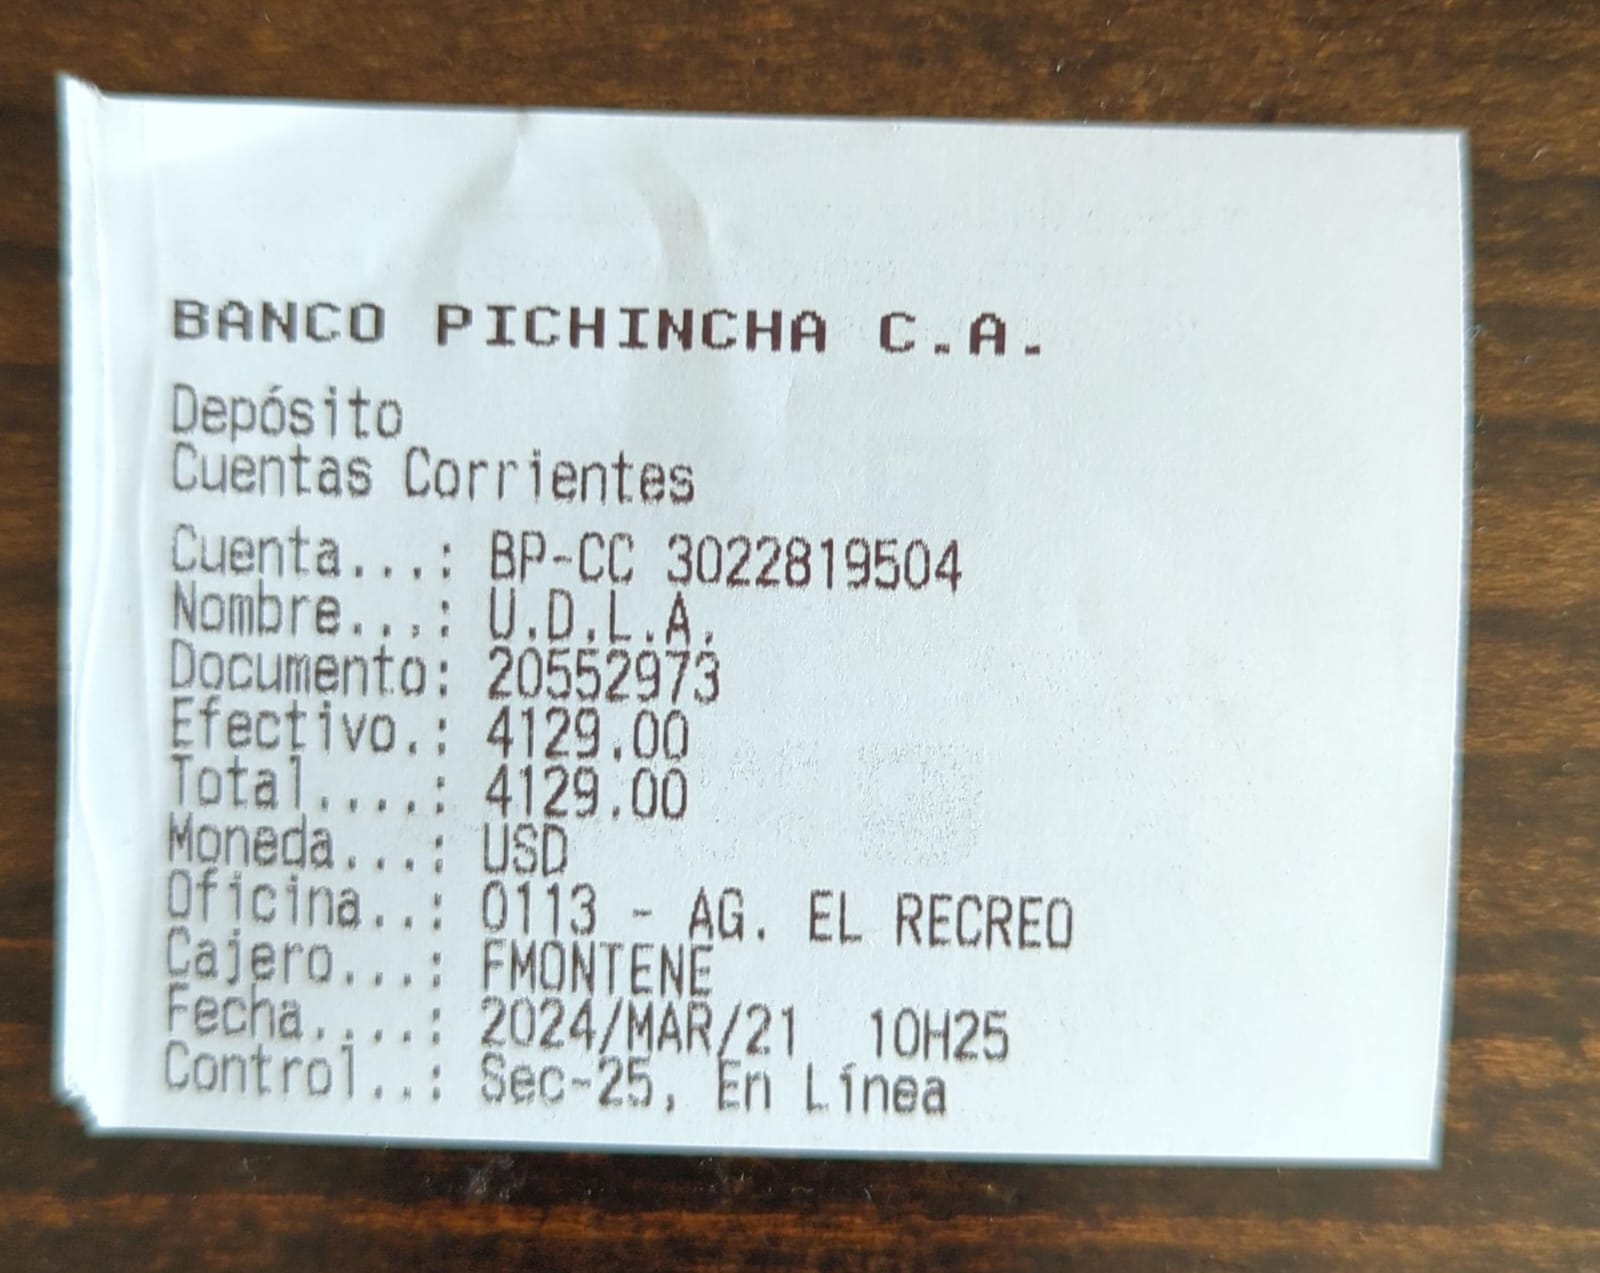 BANCO PICHINCHA C.A.
Depósito
Cuentas Corrientes
Cuenta...: BP-CC 3022819504
Nombre...: U.D.L.A.
Documento: 20552973
Efectivo.: 4129.00
Total....: 4129.00
Moneda...: USD
Oficina..: 0113 - AG. EL RECREO
Cajero...: FMONTENE
Fecha....: 2024/MAR/21  10H25
Control..: Sec-25, En Línea